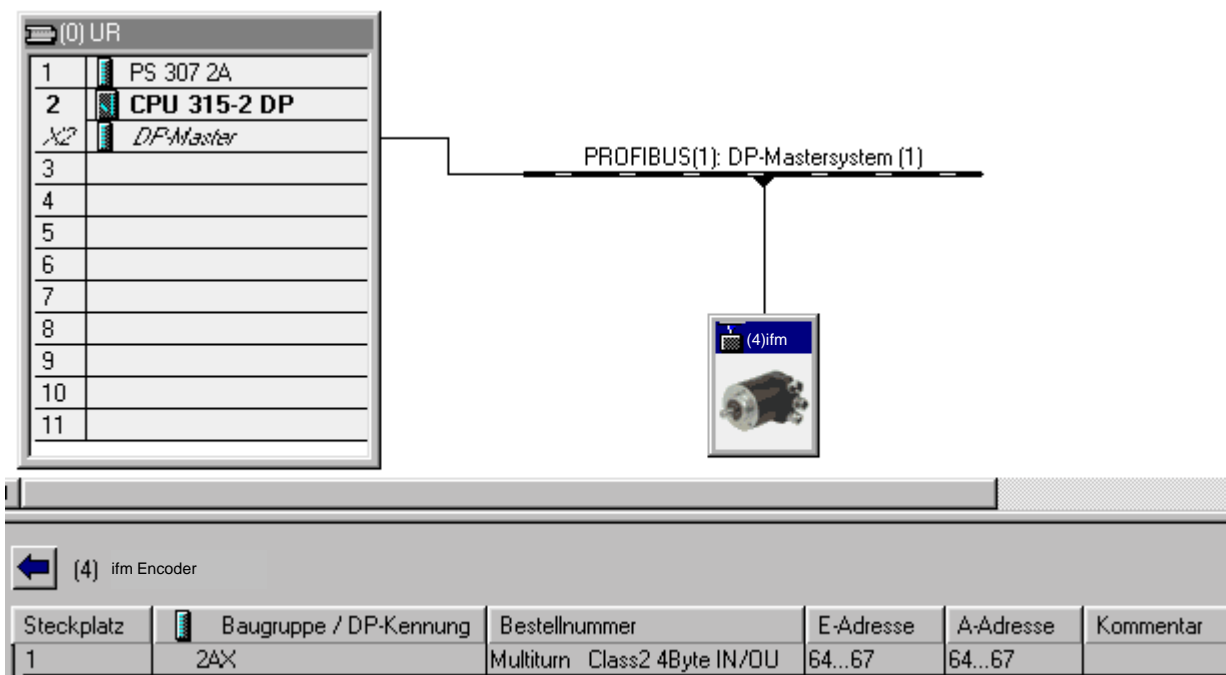 (0) UR
1 PS 307 2A
2 CPU 315-2 DP
X2 DP-Master
3
4
5
6
7
8
9
10
11
PROFIBUS(1): DP-Mastersystem (1)
(4)ifm
(4) ifm Encoder
Steckplatz Baugruppe / DP-Kennung Bestellnummer E-Adresse A-Adresse Kommentar
1 2AX Multiturn Class2 4Byte IN/OU 64...67 64...67